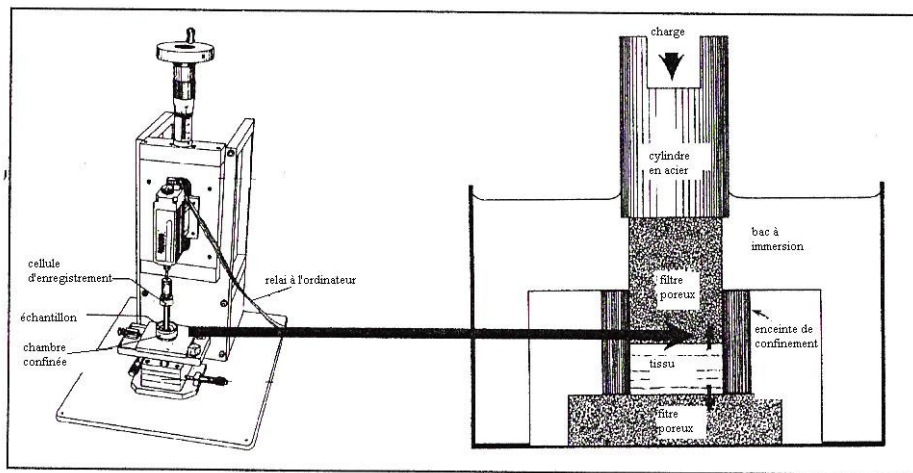 cellule
d'enregistrement
échantillon
chambre
confinée
relai à l'ordinateur
charge
cylindre
en acier
bac à
immersion
filtre
poreux
enceinte de
confinement
tissu
filtre
poreux